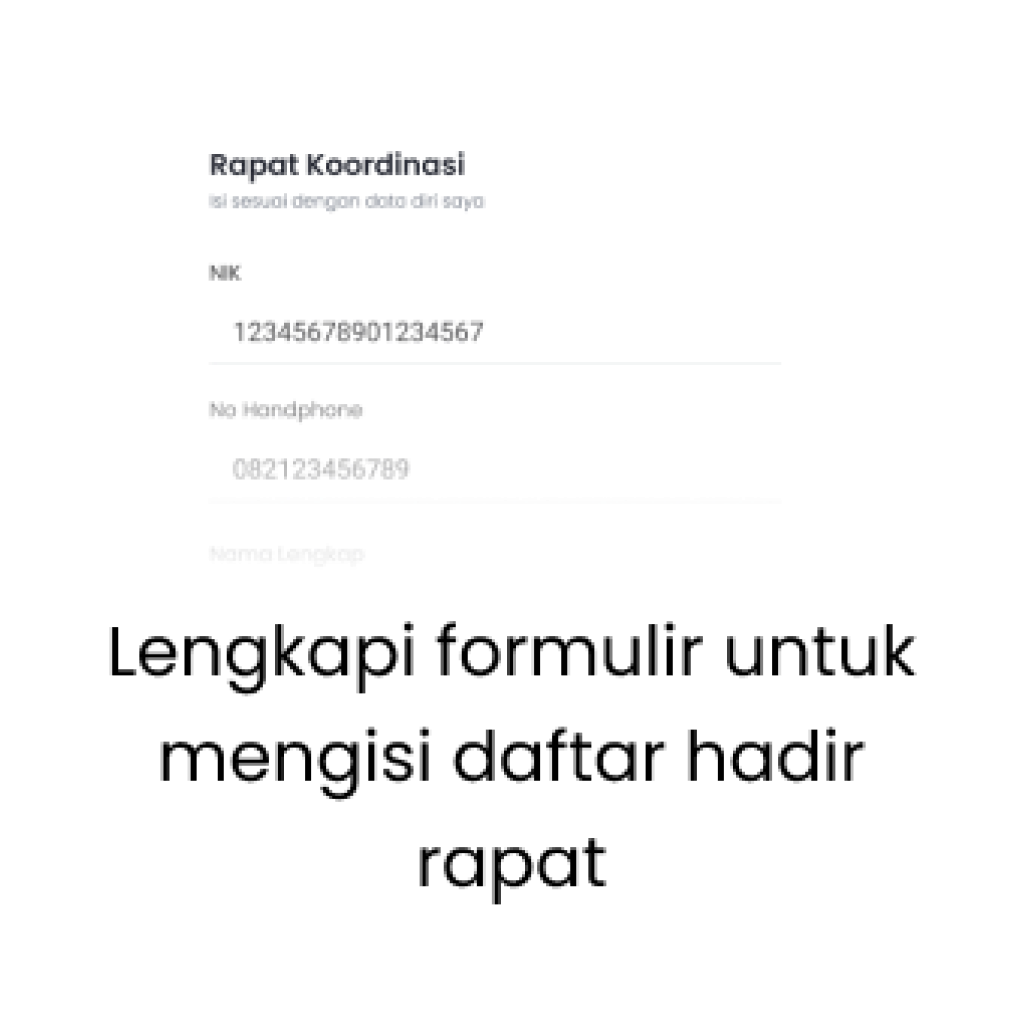 Rapat Koordinasi
isi sesuai dengan data diri saya
NIK
12345678901234567
No Handphone
082123456789
Nama Lengkap
Lengkapi formulir untuk
mengisi daftar hadir
rapat